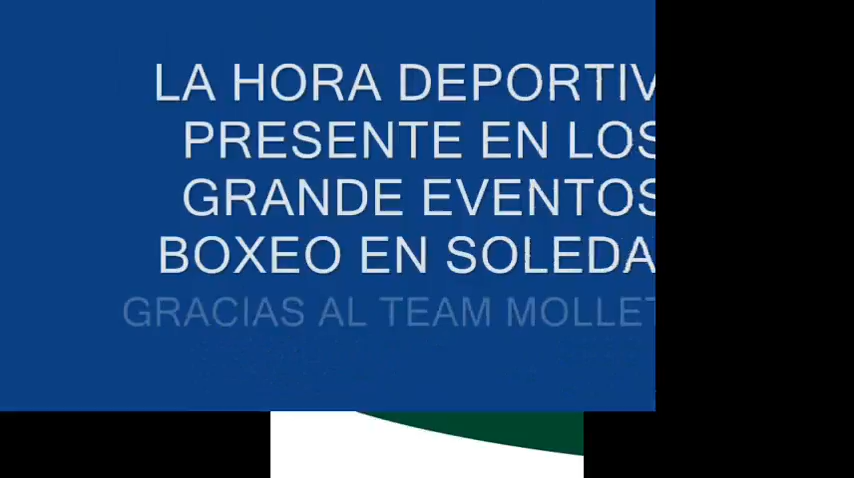 LA HORA DEPORTIV
PRESENTE EN LOS
GRANDE EVENTOS
BOXEO EN SOLEDA
GRACIAS AL TEAM MOLLET